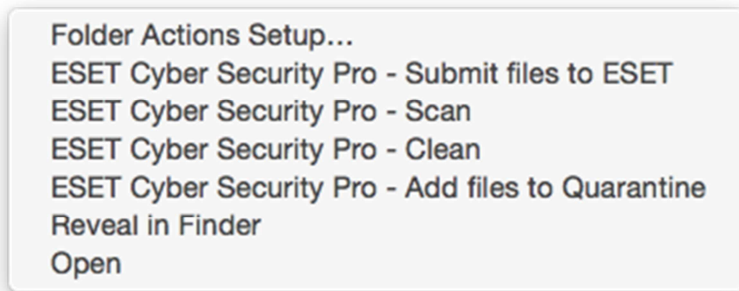 Folder Actions Setup...
ESET Cyber Security Pro - Submit files to ESET
ESET Cyber Security Pro - Scan
ESET Cyber Security Pro - Clean
ESET Cyber Security Pro - Add files to Quarantine
Reveal in Finder
Open